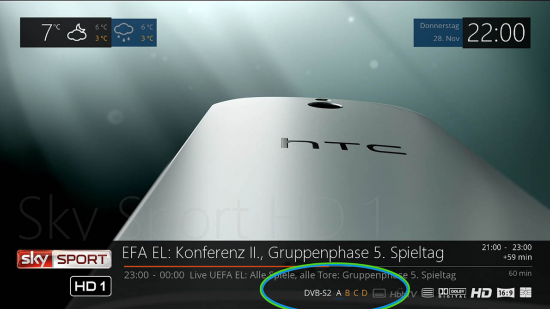 7°C
6 °C
3 °C
6 °C
3 °C
Donnerstag
28. Nov
22:00
hTC
Sky Sport HD 1
sky SPORT
HD 1
EFA EL: Konferenz II., Gruppenphase 5. Spieltag
21:00 - 23:00
+59 min
23:00 - 00:00 Live UEFA EL: Alle Spiele, alle Tore: Gruppenphase 5. Spieltag
60 min
DVB-S2 A B C D HbbTV DOLBY DIGITAL HD 16:9